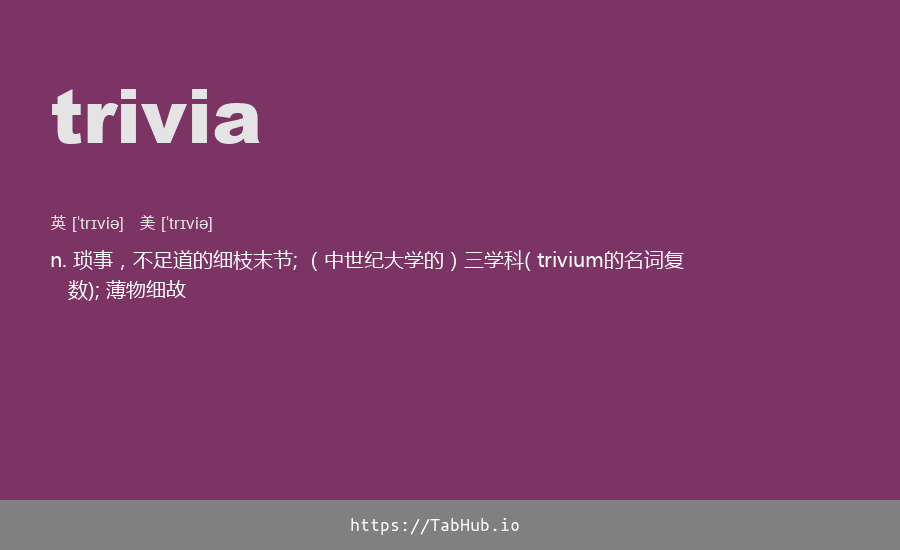 trivia
英 [ˈtrɪviə] 美 [ˈtrɪviə]
n. 琐事，不足道的细枝末节; （中世纪大学的）三学科( trivium的名词复
数); 薄物细故
https://TabHub.io